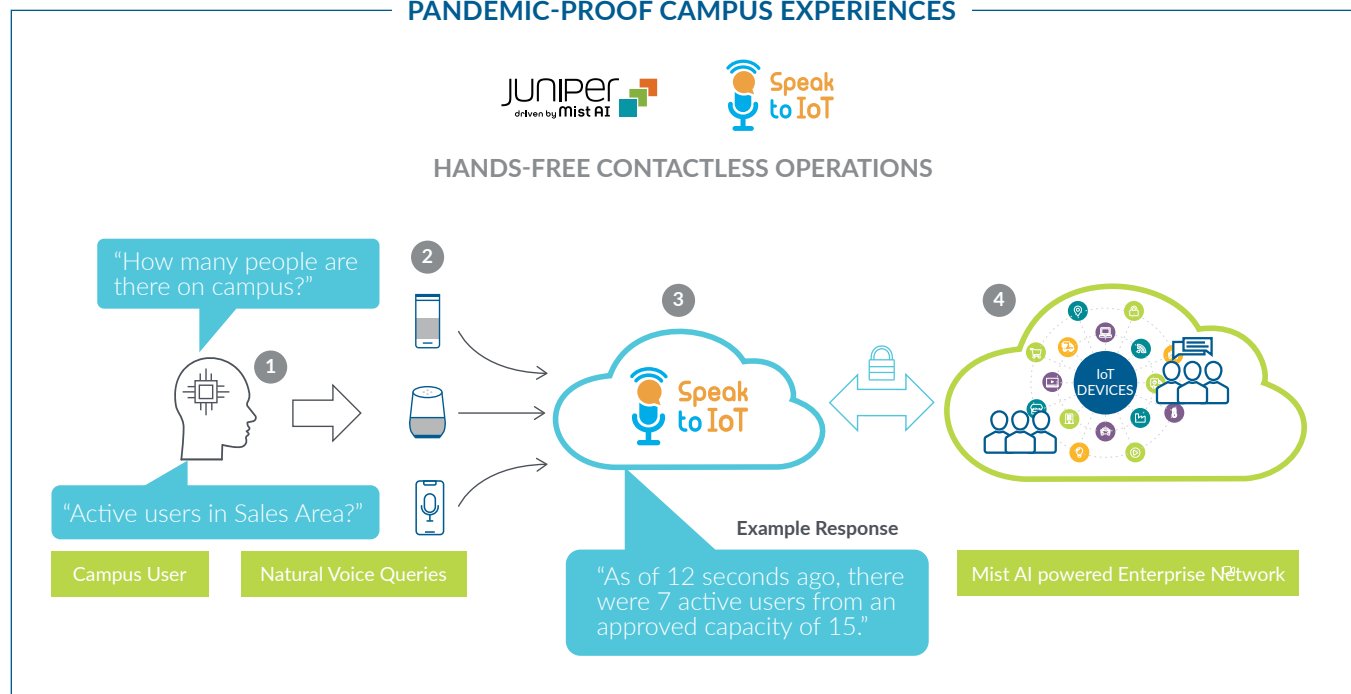 PANDEMIC-PROOF CAMPUS EXPERIENCES
JUNIPer
driven by Mist AI
Speak
to IoT
HANDS-FREE CONTACTLESS OPERATIONS
“How many people are
there on campus?”
1
2
3
4
Speak
to IoT
IoT
DEVICES
“Active users in Sales Area?”
Example Response
Campus User
Natural Voice Queries
“As of 12 seconds ago, there
were 7 active users from an
approved capacity of 15.”
Mist AI powered Enterprise Network